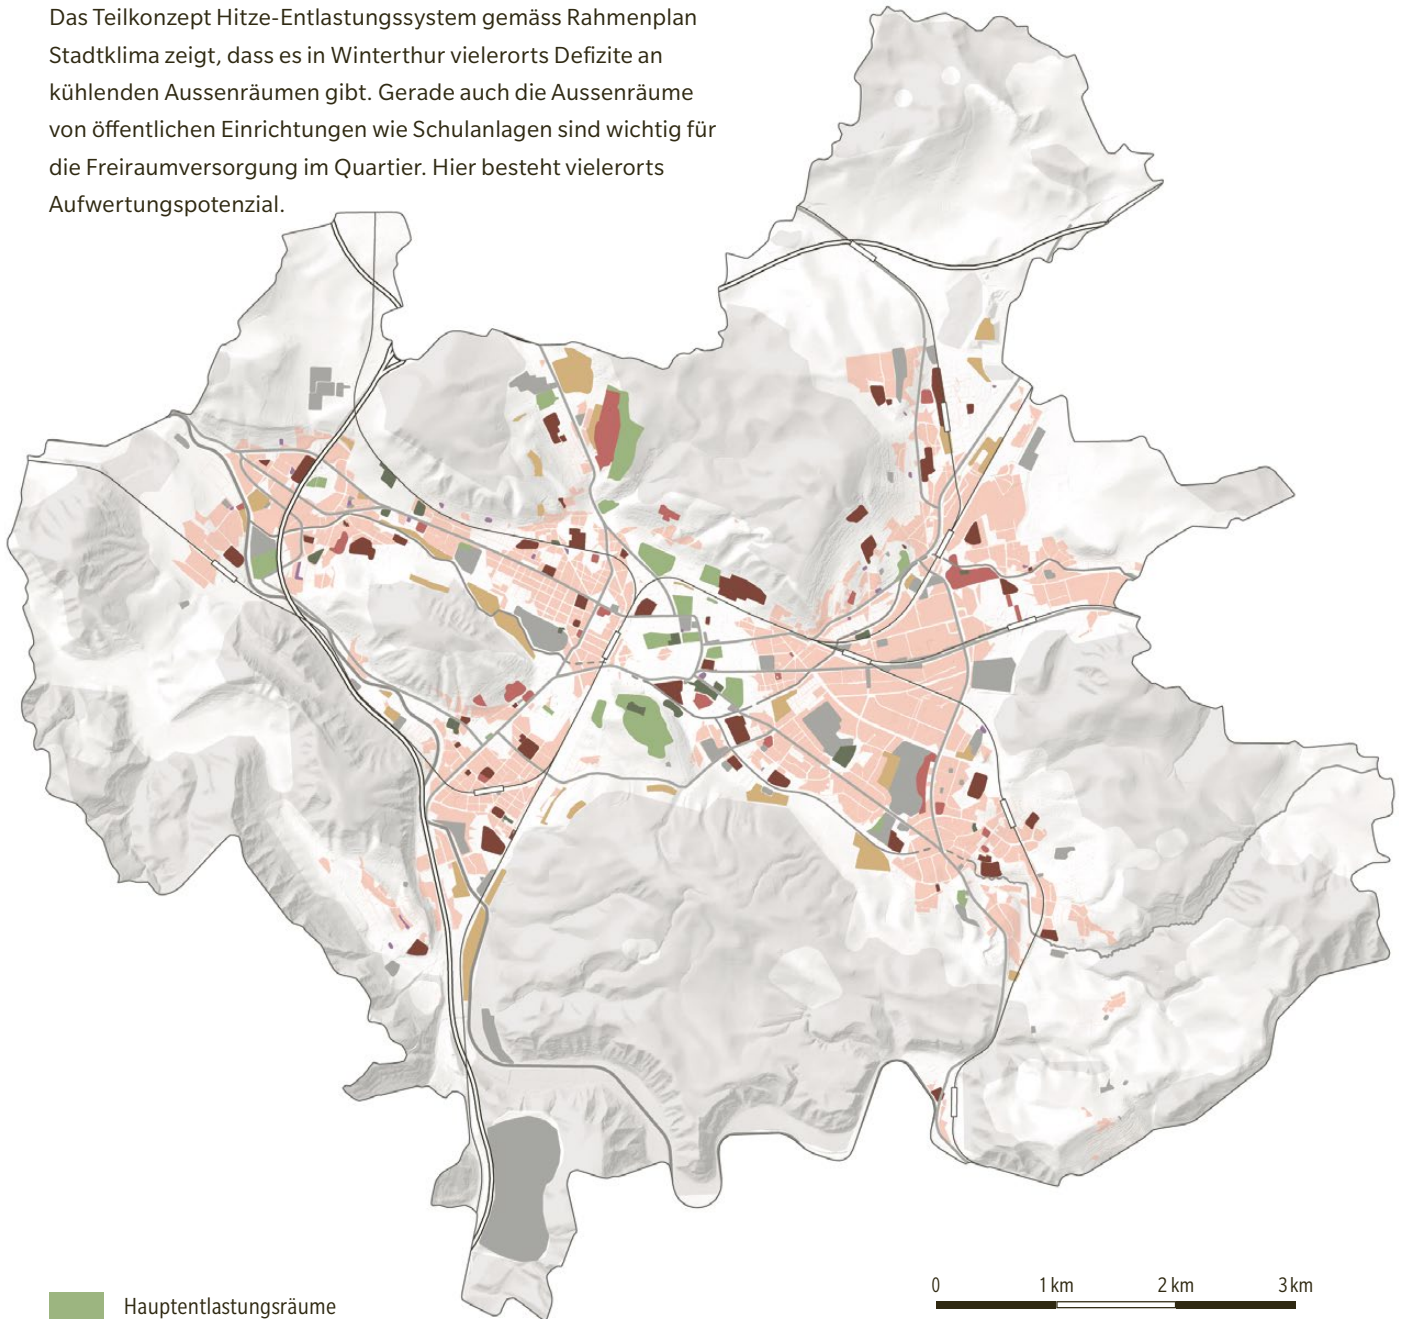 Das Teilkonzept Hitze-Entlastungssystem gemäss Rahmenplan
Stadtklima zeigt, dass es in Winterthur vielerorts Defizite an
kühlenden Aussenräumen gibt. Gerade auch die Aussenräume
von öffentlichen Einrichtungen wie Schulanlagen sind wichtig für
die Freiraumversorgung im Quartier. Hier besteht vielerorts
Aufwertungspotenzial.
0 1 km 2 km 3 km
Hauptentlastungsräume